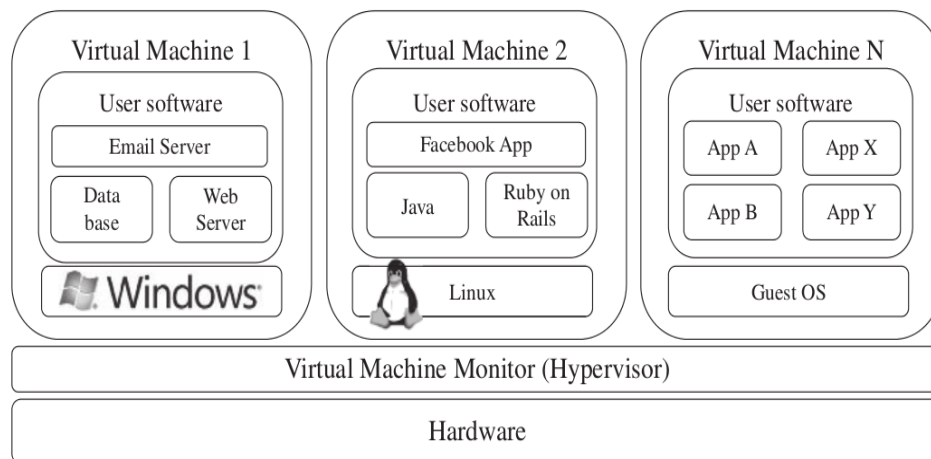 Virtual Machine 1
User software
Email Server
Data
base
Web
Server
Windows
Virtual Machine 2
User software
Facebook App
Java
Ruby on
Rails
Linux
Virtual Machine N
User software
App A
App X
App B
App Y
Guest OS
Virtual Machine Monitor (Hypervisor)
Hardware